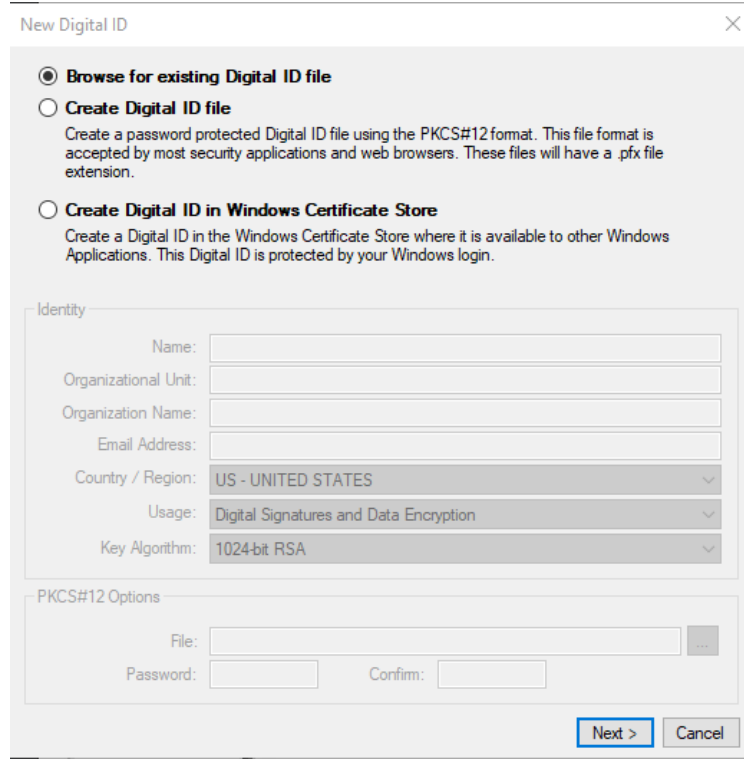 New Digital ID
Browse for existing Digital ID file
Create Digital ID file
Create a password protected Digital ID file using the PKCS#12 format. This file format is
accepted by most security applications and web browsers. These files will have a .pfx file
extension.
Create Digital ID in Windows Certificate Store
Create a Digital ID in the Windows Certificate Store where it is available to other Windows
Applications. This Digital ID is protected by your Windows login.
Identity
Name:
Organizational Unit:
Organization Name:
Email Address:
Country / Region: US - UNITED STATES
Usage: Digital Signatures and Data Encryption
Key Algorithm: 1024-bit RSA
PKCS#12 Options
File: ...
Password: Confirm:
Next > Cancel